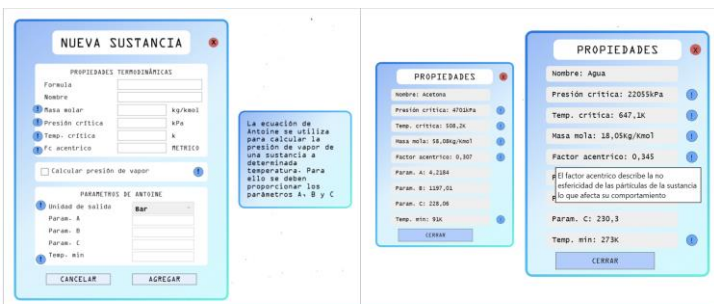 NUEVA SUSTANCIA
X
PROPIEDADES TERMODINÁMICAS
Formula
Nombre
! Masa molar kg/kmol
! Presión crítica kPa
! Temp. crítica k
! Fc acentrico METRICO
Calcular presión de vapor !
PARAMETROS DE ANTOINE
! Unidad de salida Bar
Param. A
Param. B
Param. C
! Temp. min
CANCELAR AGREGAR
La ecuación de
Antoine se utiliza
para calcular la
presión de vapor de
una sustancia a
determinada
temperatura. Para
ello se deben
proporcionar los
parámetros A, B y C
PROPIEDADES
X
Nombre: Acetona
Presión crítica: 4701kPa !
Temp. crítica: 508,2K !
Masa mola: 58,08Kg/Kmol !
Factor acentrico: 0,307 !
Param. A: 4,2184
Param. B: 1197,01
Param. C: 228,06
Temp. min: 91K !
CERRAR
PROPIEDADES
X
Nombre: Agua
Presión crítica: 22055kPa !
Temp. crítica: 647,1K !
Masa mola: 18,05Kg/Kmol !
Factor acentrico: 0,345 !
El factor acentrico describe la no
esfericidad de las pártículas de la sustancia
lo que afecta su comportamiento
Param. C: 230,3
Temp. min: 273K !
CERRAR